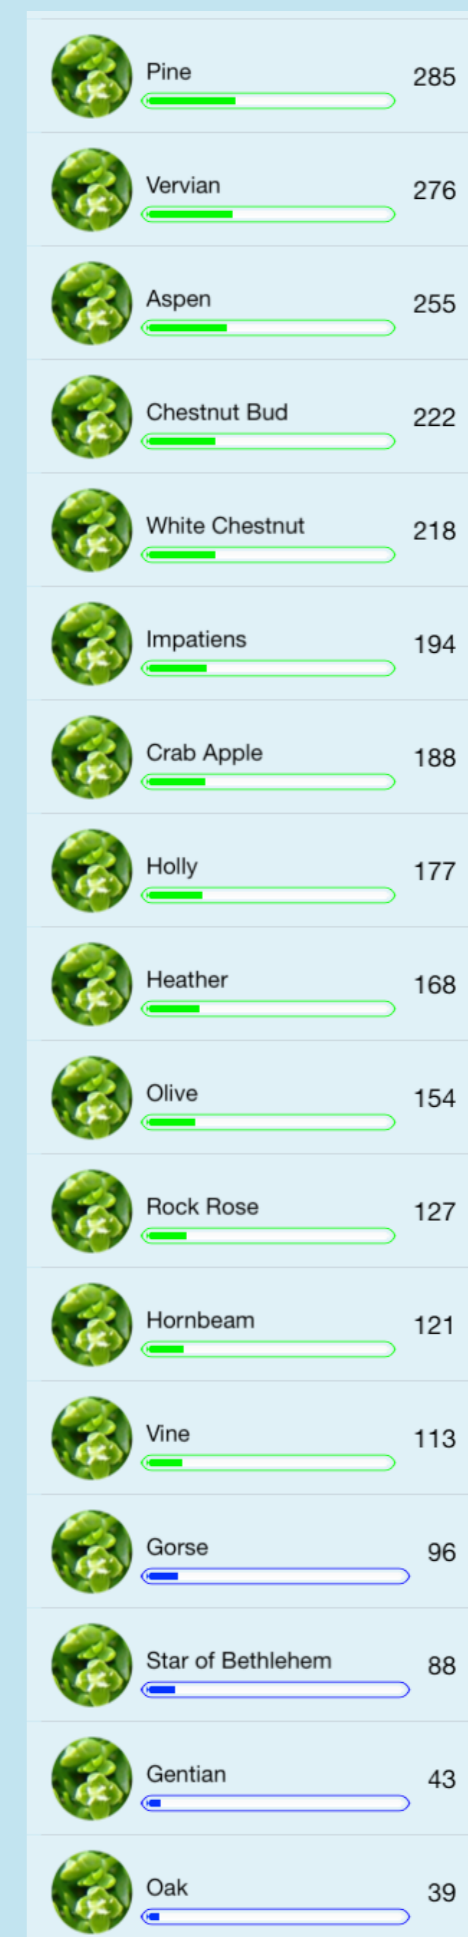 Pine 285
Vervian 276
Aspen 255
Chestnut Bud 222
White Chestnut 218
Impatiens 194
Crab Apple 188
Holly 177
Heather 168
Olive 154
Rock Rose 127
Hornbeam 121
Vine 113
Gorse 96
Star of Bethlehem 88
Gentian 43
Oak 39